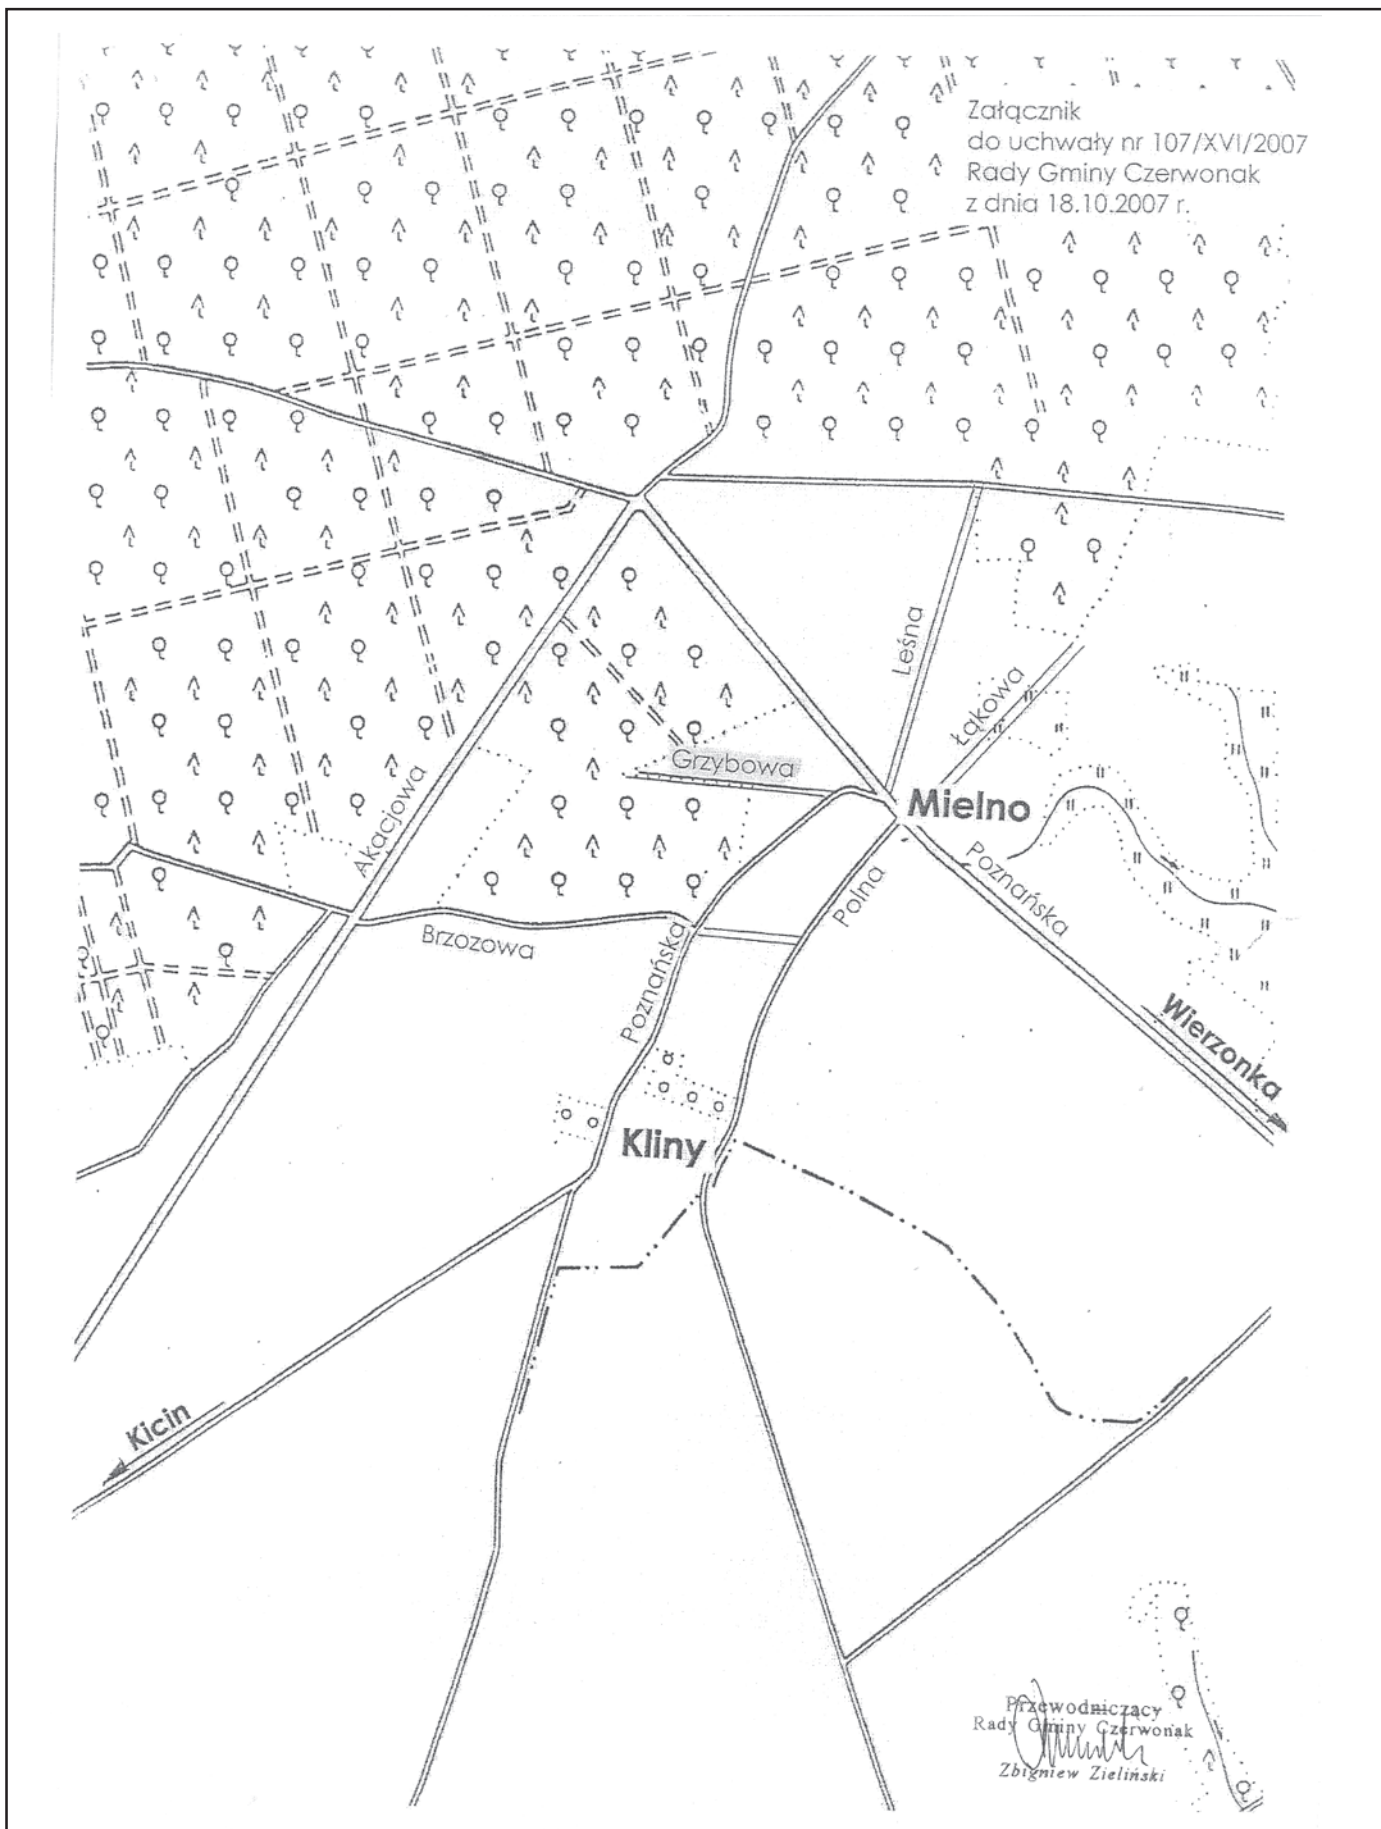 Załącznik
do uchwały nr 107/XVI/2007
Rady Gminy Czerwonak
z dnia 18.10.2007 r.
Leśna
Łąkowa
Grzybowa
Akacjowa
Mielno
Poznańska
Polna
Brzozowa
Poznańska
Wierzonka
Kliny
Kicin
Przewodniczący
Rady Gminy Czerwonak
Zbigniew Zieliński